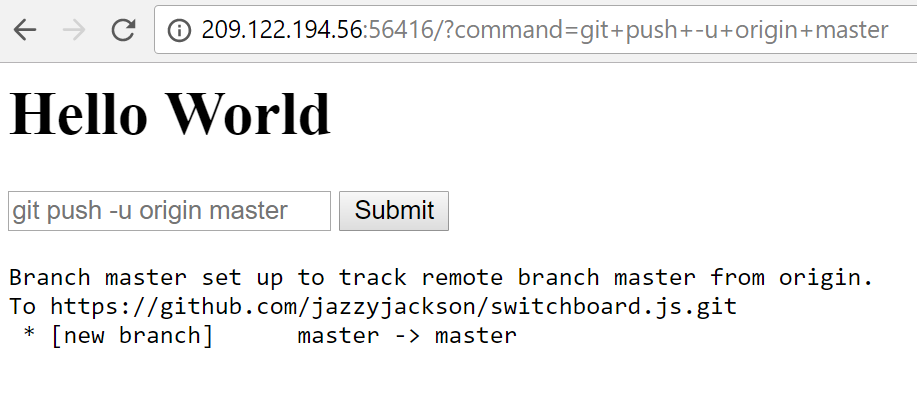 209.122.194.56:56416/?command=git+push+-u+origin+master
Hello World
git push -u origin master Submit
Branch master set up to track remote branch master from origin.
To https://github.com/jazzyjackson/switchboard.js.git
* [new branch]      master -> master